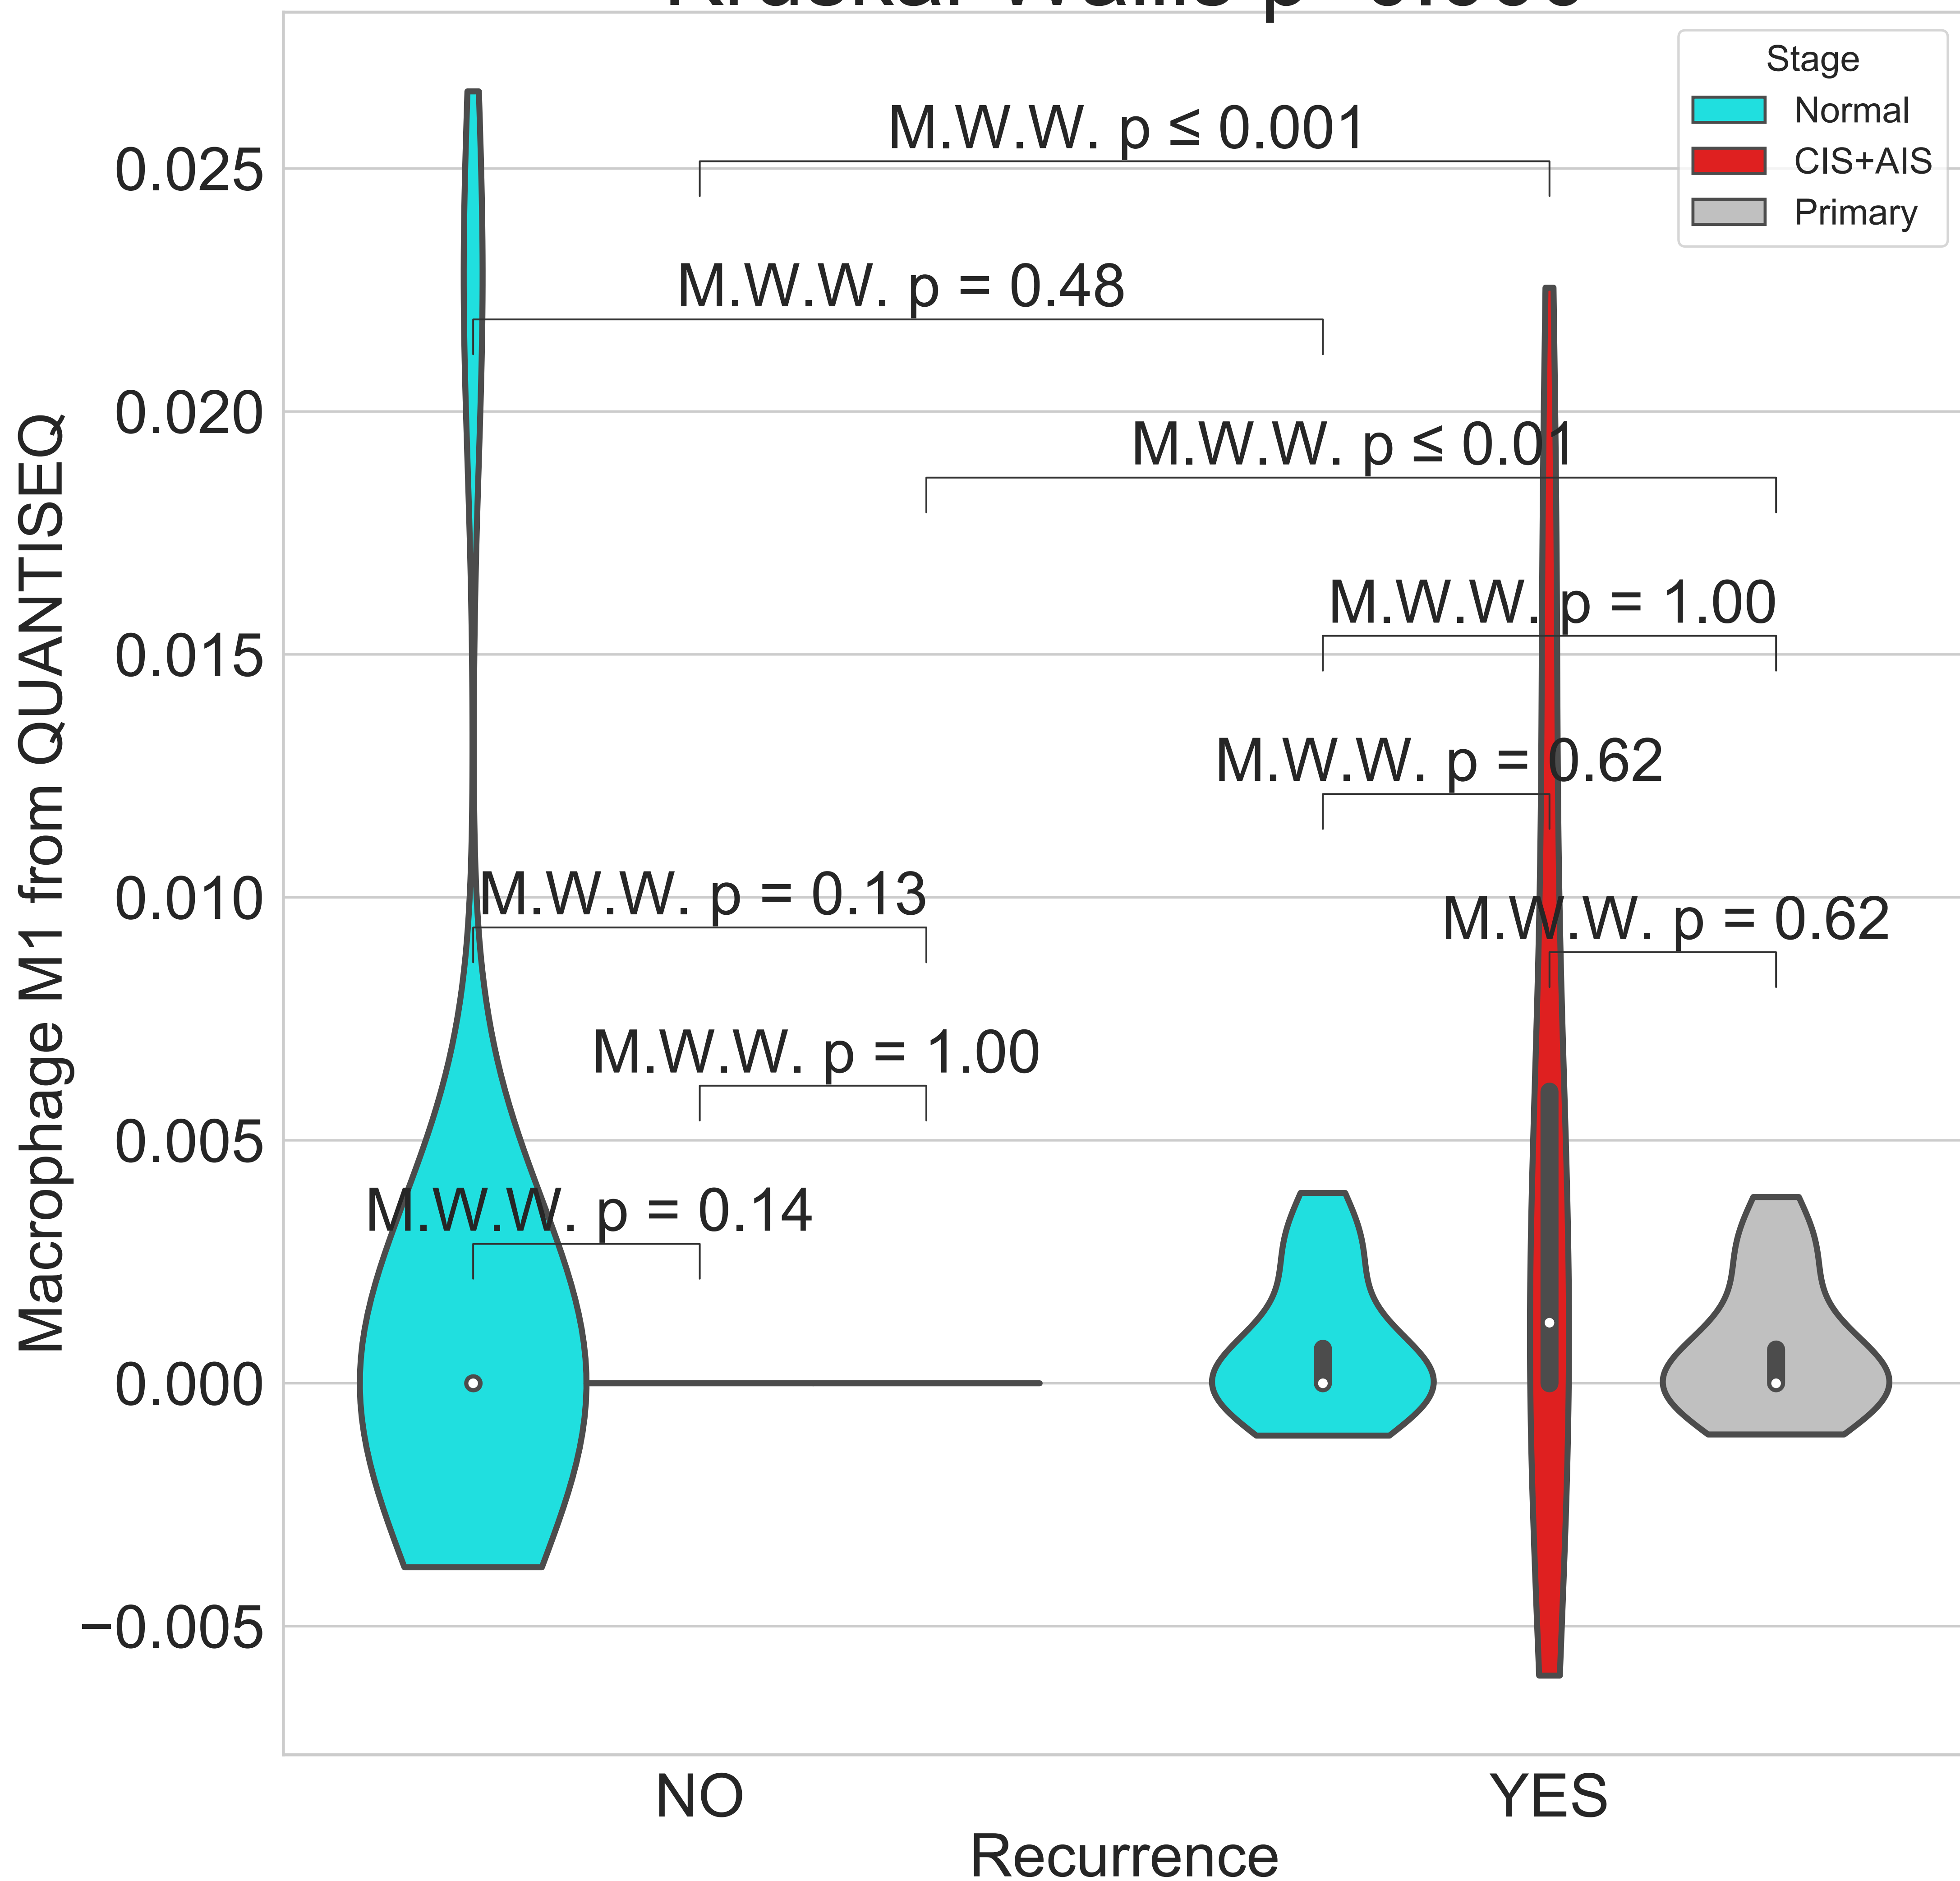 Stage
Normal
CIS+AIS
Primary
M.W.W. p ≤ 0.001
M.W.W. p = 0.48
M.W.W. p ≤ 0.01
M.W.W. p = 1.00
M.W.W. p = 0.62
M.W.W. p = 0.13
M.W.W. p = 0.62
M.W.W. p = 1.00
M.W.W. p = 0.14
0.025
0.020
0.015
0.010
0.005
0.000
−0.005
Macrophage M1 from QUANTISEQ
NO
YES
Recurrence